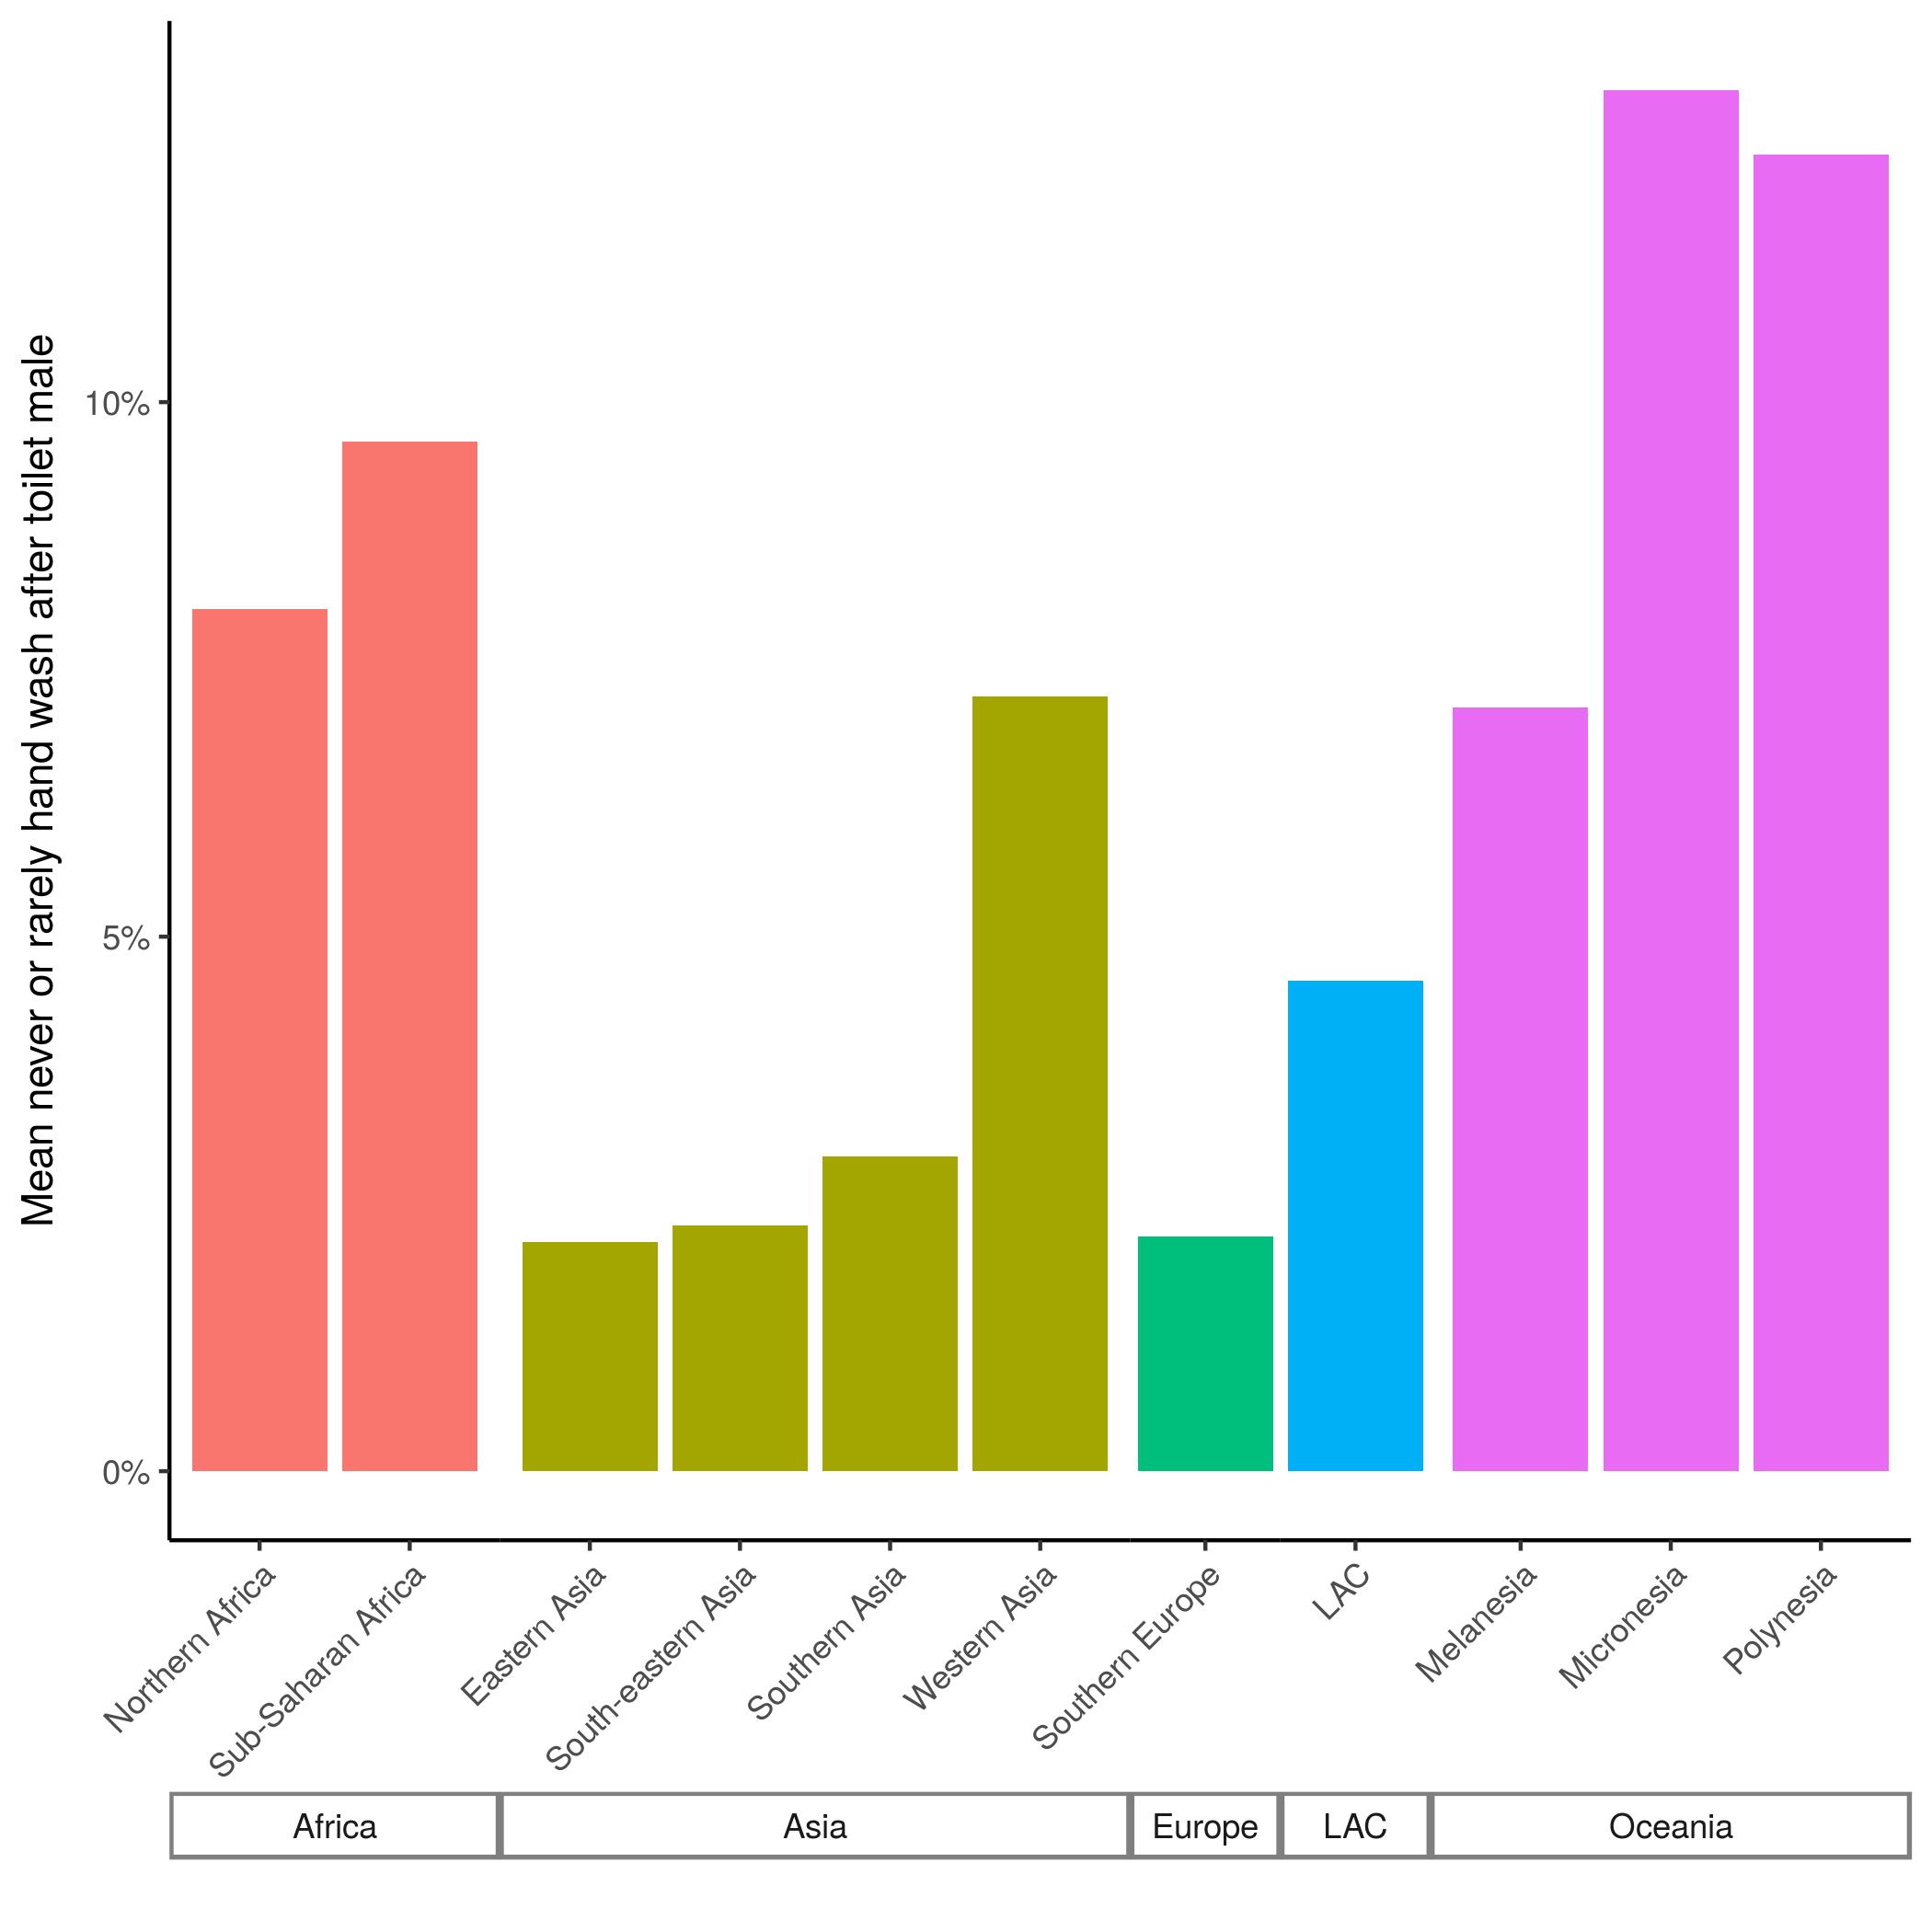 Mean never or rarely hand wash after toilet male
10%
5%
0%
Northern Africa
Sub-Saharan Africa
Eastern Asia
South-eastern Asia
Southern Asia
Western Asia
Southern Europe
LAC
Melanesia
Micronesia
Polynesia
Africa
Asia
Europe
LAC
Oceania